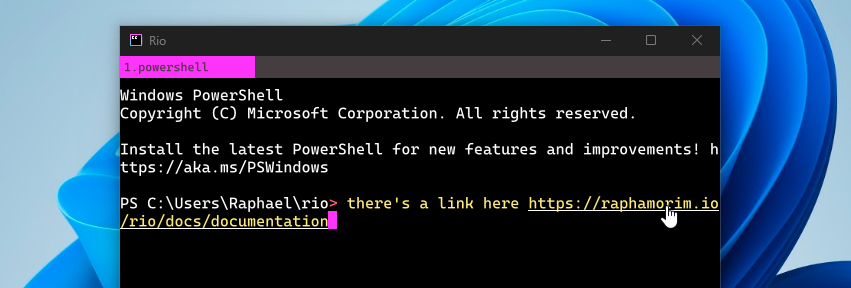 Rio
1.powershell
Windows PowerShell
Copyright (C) Microsoft Corporation. All rights reserved.
Install the latest PowerShell for new features and improvements! h
ttps://aka.ms/PSWindows
PS C:\Users\Raphael\rio> there's a link here https://raphamorim.io
/rio/docs/documentation